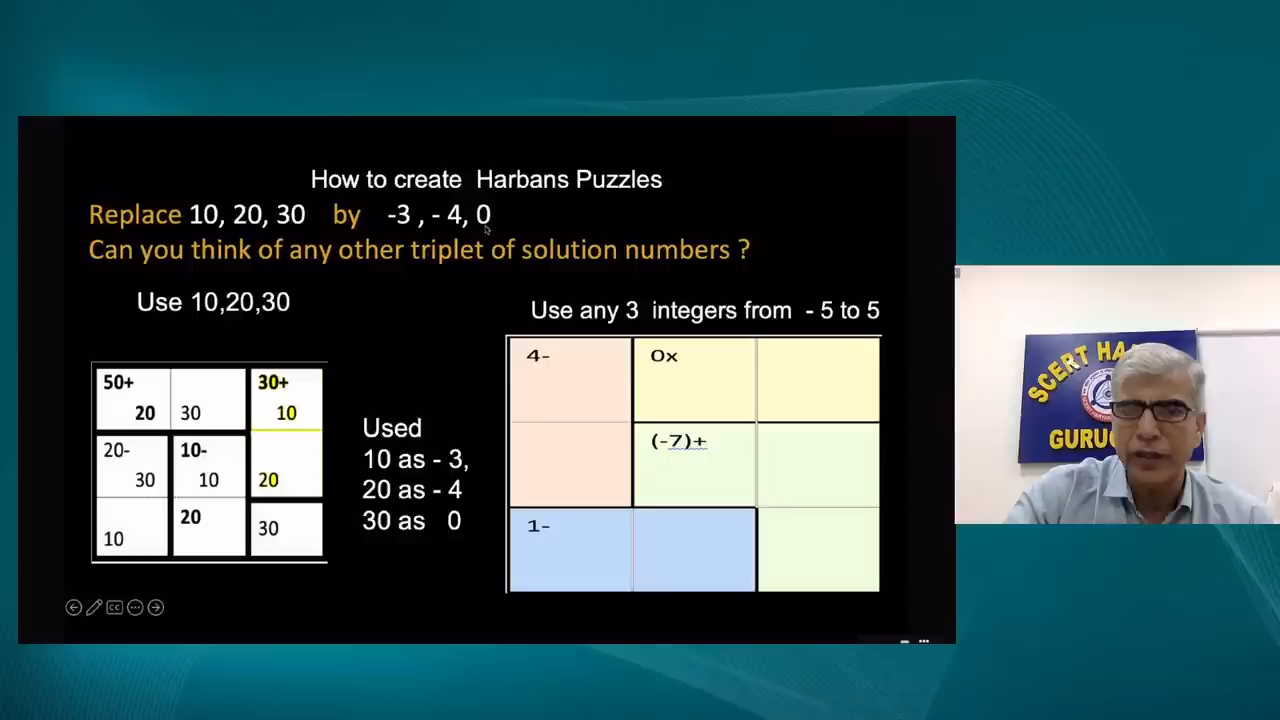 How to create Harbans Puzzles
Replace 10, 20, 30 by -3 , - 4, 0
Can you think of any other triplet of solution numbers ?
Use 10,20,30
Use any 3 integers from - 5 to 5
50+ 30+
20 30 10
20- 10-
30 10 20
20
10 30
Used
10 as - 3,
20 as - 4
30 as 0
4- 0x
(-7)+
1-
SCERT HA
GURUG